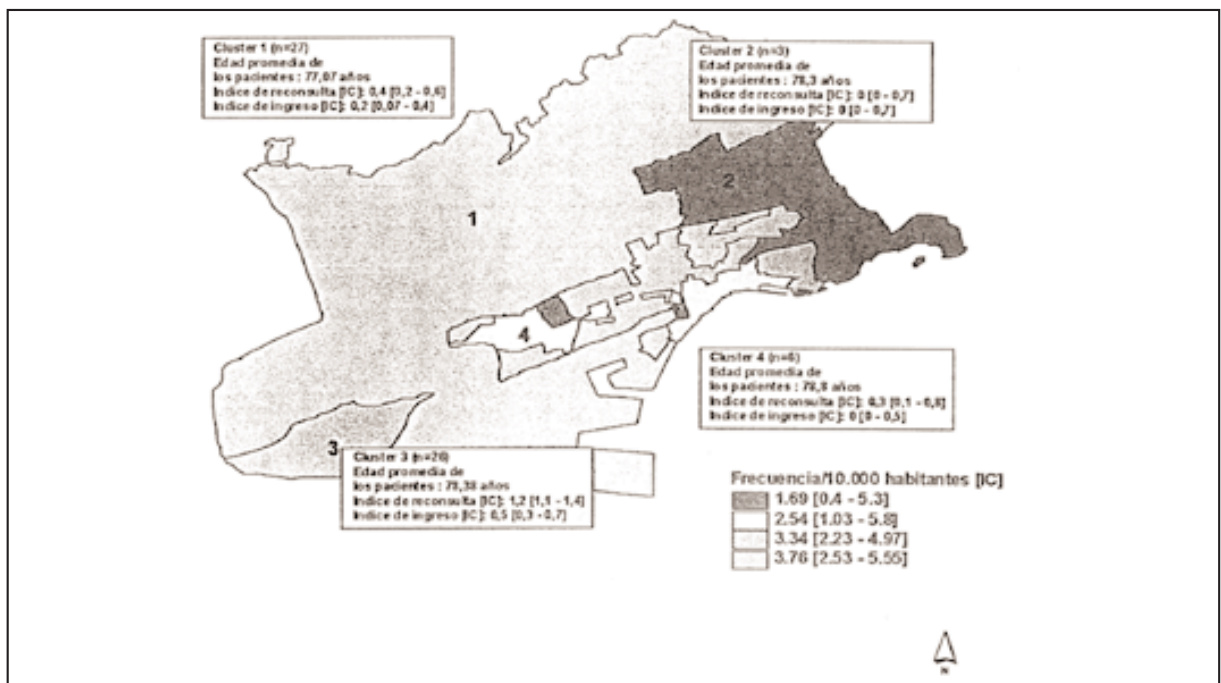 Cluster 1 (n=27)
Edad promedia de
los pacientes : 77,07 años
Indice de reconsulta [IC]: 0,4 [0,2 - 0,6]
Indice de ingreso [IC]: 0,2 [0,07 - 0,4]
Cluster 2 (n=3)
Edad promedia de
los pacientes : 78,3 años
Indice de reconsulta [IC]: 0 [0 - 0,7]
Indice de ingreso [IC]: 0 [0 - 0,7]
2
1
4
Cluster 4 (n=6)
Edad promedia de
los pacientes : 78,8 años
Indice de reconsulta [IC]: 0,3 [0,1 - 0,8]
Indice de ingreso [IC]: 0 [0 - 0,5]
3
Cluster 3 (n=26)
Edad promedia de
los pacientes : 78,38 años
Indice de reconsulta [IC]: 1,2 [1,1 - 1,4]
Indice de ingreso [IC]: 0,5 [0,3 - 0,7]
Frecuencia/10.000 habitantes [IC]
1.69 [0.4 - 5.3]
2.54 [1.03 - 5.8]
3.34 [2.23 - 4.97]
3.76 [2.53 - 5.55]
N